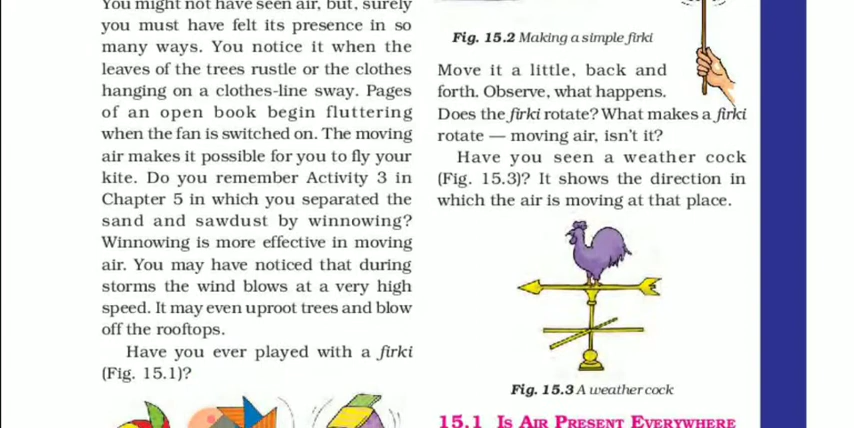 You might not have seen air, but, surely
you must have felt its presence in so
many ways. You notice it when the
leaves of the trees rustle or the clothes
hanging on a clothes-line sway. Pages
of an open book begin fluttering
when the fan is switched on. The moving
air makes it possible for you to fly your
kite. Do you remember Activity 3 in
Chapter 5 in which you separated the
sand and sawdust by winnowing?
Winnowing is more effective in moving
air. You may have noticed that during
storms the wind blows at a very high
speed. It may even uproot trees and blow
off the rooftops.
Have you ever played with a firki
(Fig. 15.1)?
Fig. 15.2 Making a simple firki
Move it a little, back and
forth. Observe, what happens.
Does the firki rotate? What makes a firki
rotate — moving air, isn't it?
Have you seen a weather cock
(Fig. 15.3)? It shows the direction in
which the air is moving at that place.
Fig. 15.3 A weather cock
15.1 Is Air Present Everywhere